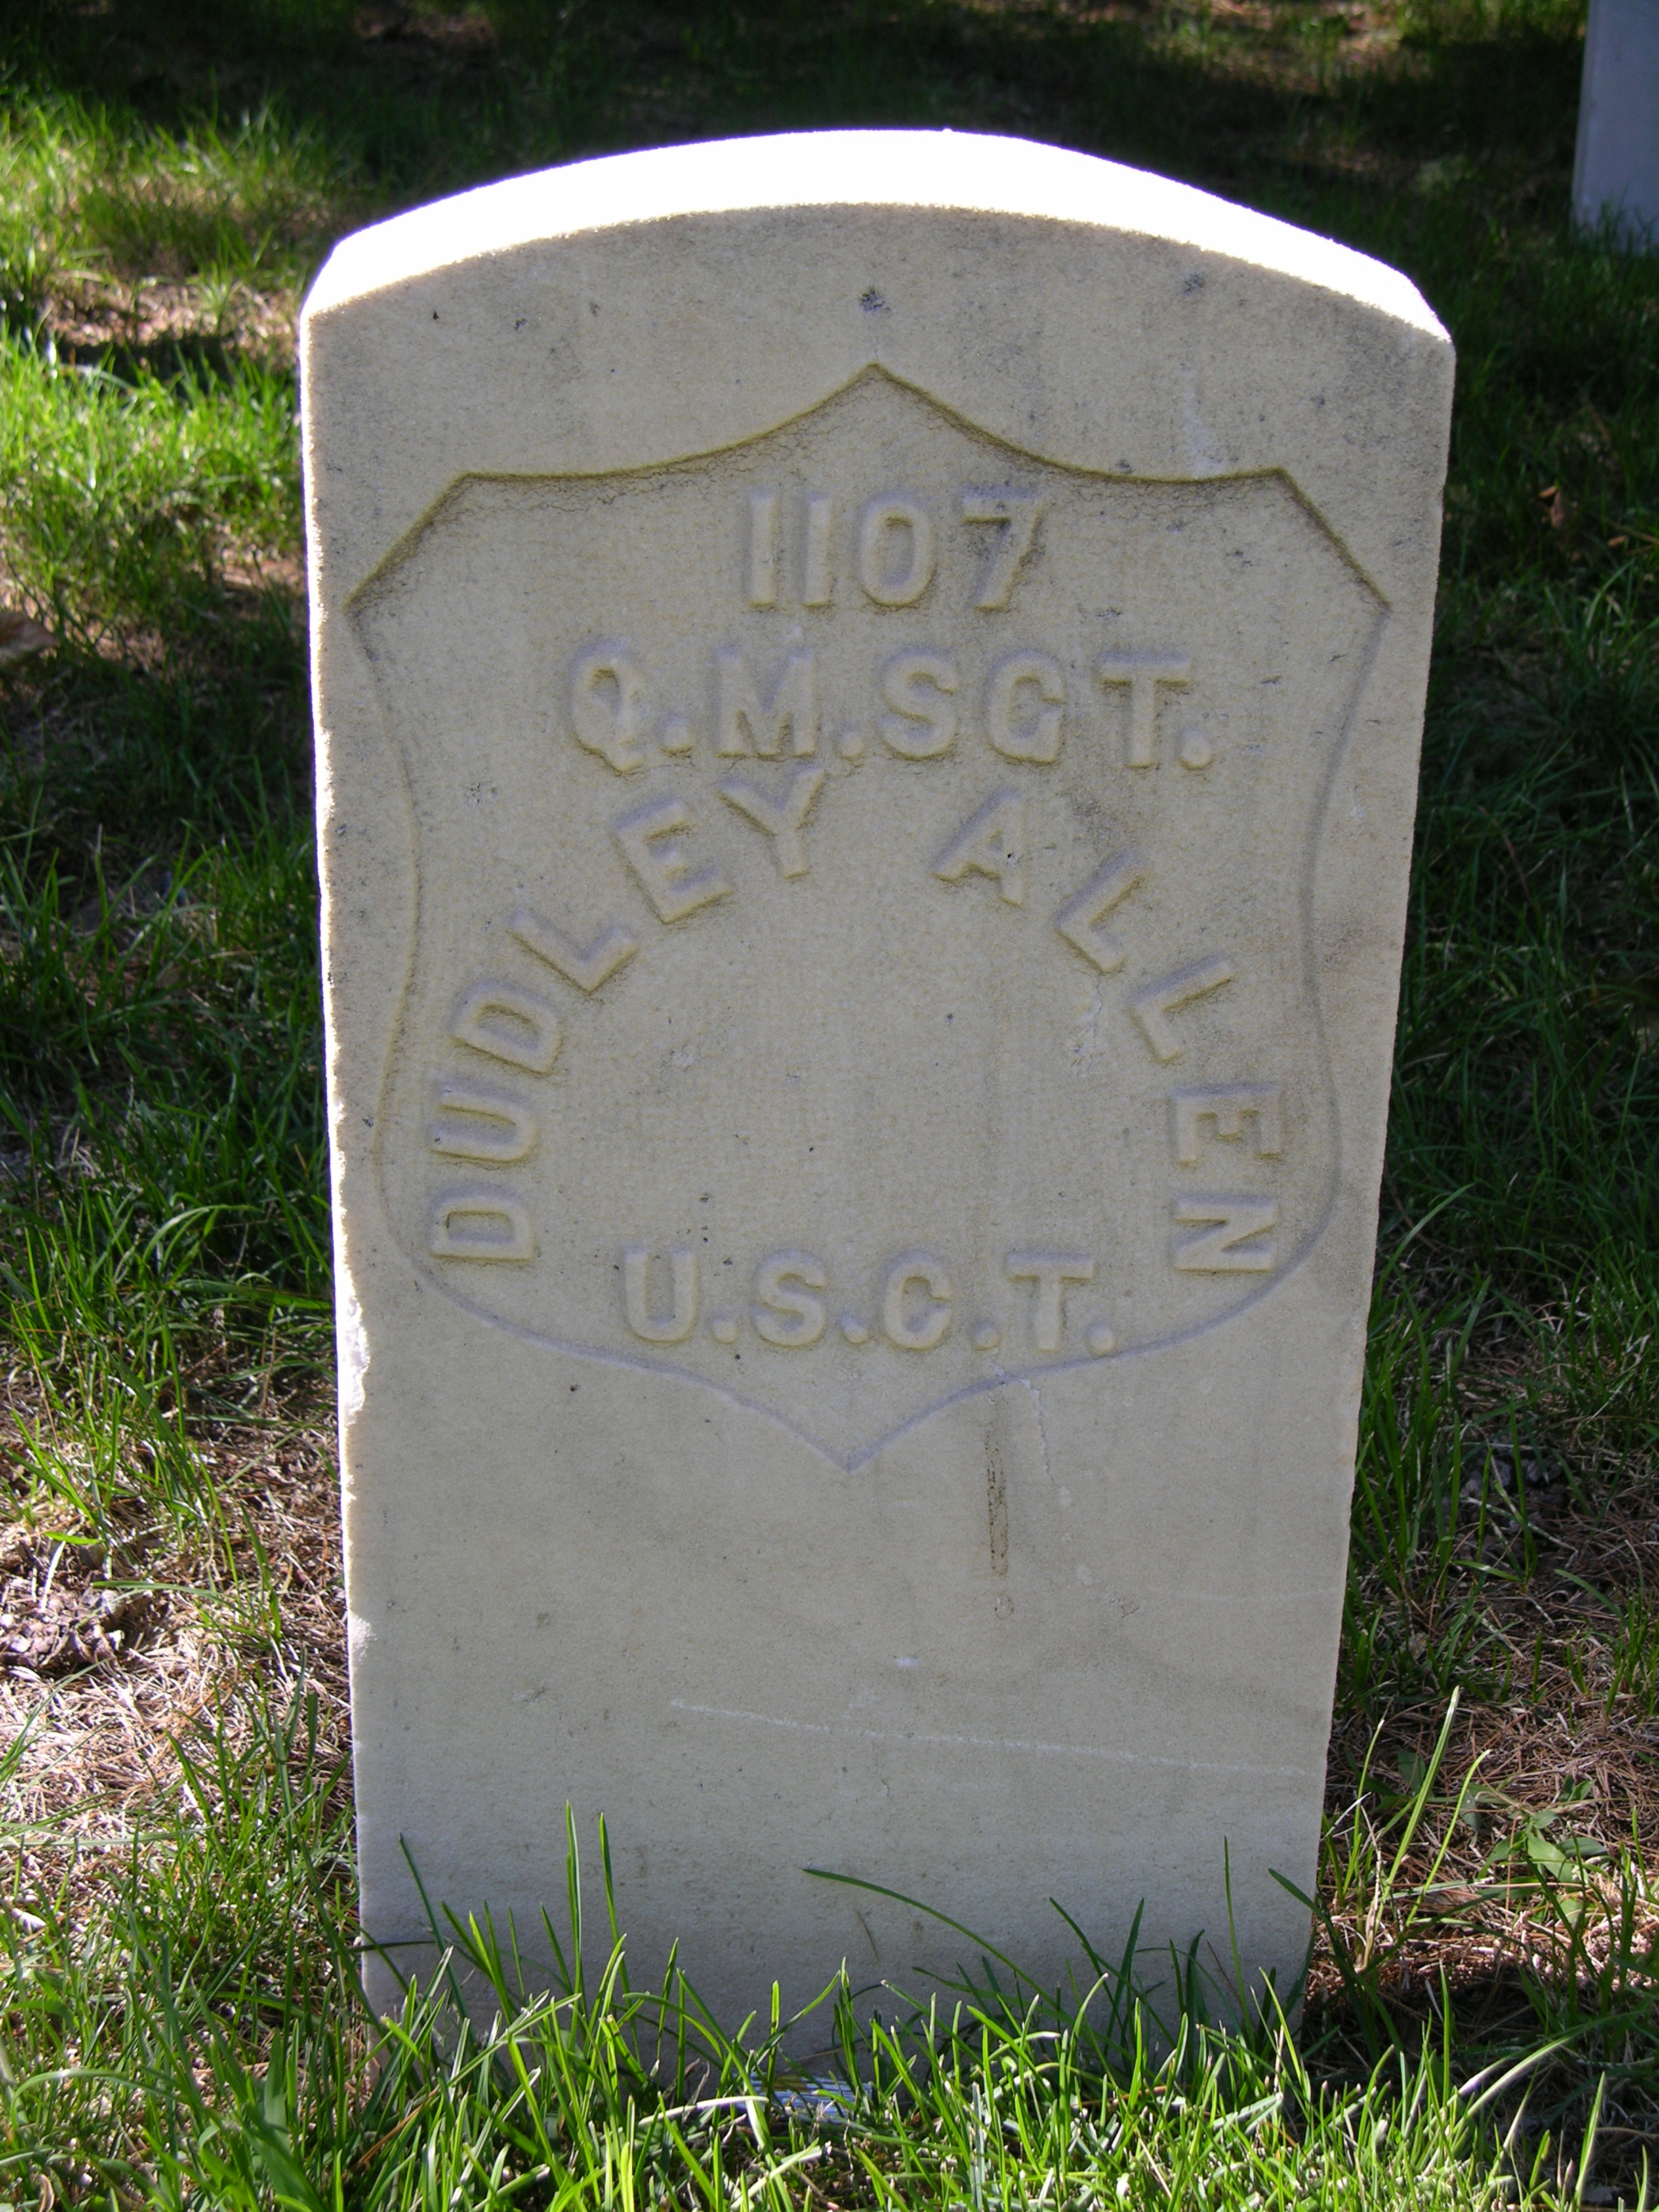 1107
Q.M.SGT.
DUDLEY ALLEN
U.S.C.T.